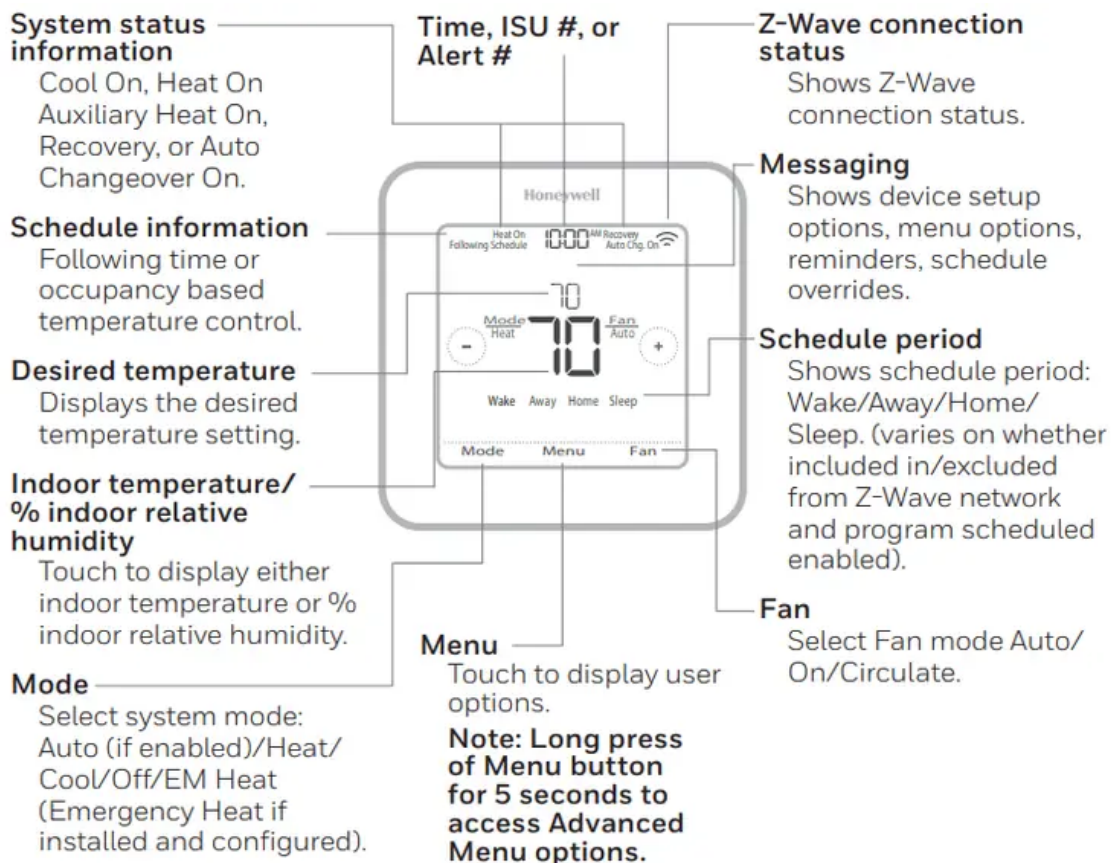 System status
information
Cool On, Heat On
Auxiliary Heat On,
Recovery, or Auto
Changeover On.
Schedule information
Following time or
occupancy based
temperature control.
Desired temperature
Displays the desired
temperature setting.
Indoor temperature/
% indoor relative
humidity
Touch to display either
indoor temperature or %
indoor relative humidity.
Mode
Select system mode:
Auto (if enabled)/Heat/
Cool/Off/EM Heat
(Emergency Heat if
installed and configured).
Time, ISU #, or
Alert #
Honeywell
Heat On
Following Schedule
10:00 AM
Recovery
Auto Chg. On
70
Mode
Heat
70
Fan
Auto
-
+
Wake Away Home Sleep
Mode Menu Fan
Menu
Touch to display user
options.
Note: Long press
of Menu button
for 5 seconds to
access Advanced
Menu options.
Z-Wave connection
status
Shows Z-Wave
connection status.
Messaging
Shows device setup
options, menu options,
reminders, schedule
overrides.
Schedule period
Shows schedule period:
Wake/Away/Home/
Sleep. (varies on whether
included in/excluded
from Z-Wave network
and program scheduled
enabled).
Fan
Select Fan mode Auto/
On/Circulate.